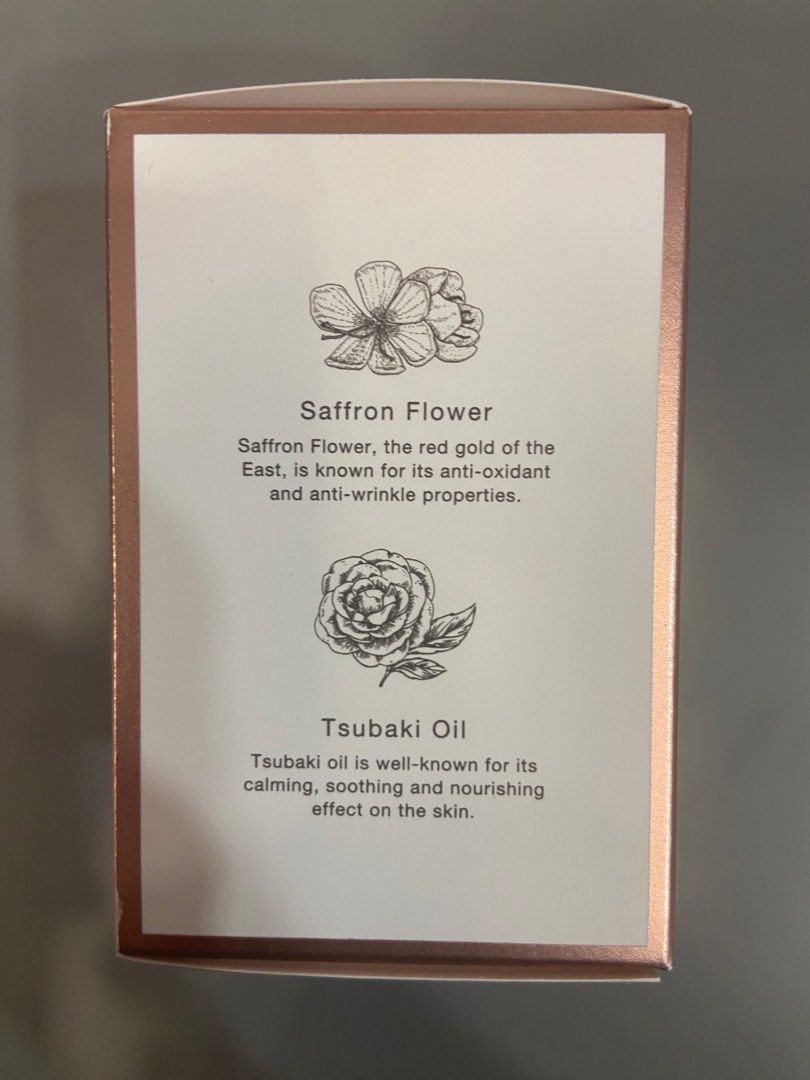 Saffron Flower
Saffron Flower, the red gold of the
East, is known for its anti-oxidant
and anti-wrinkle properties.
Tsubaki Oil
Tsubaki oil is well-known for its
calming, soothing and nourishing
effect on the skin.